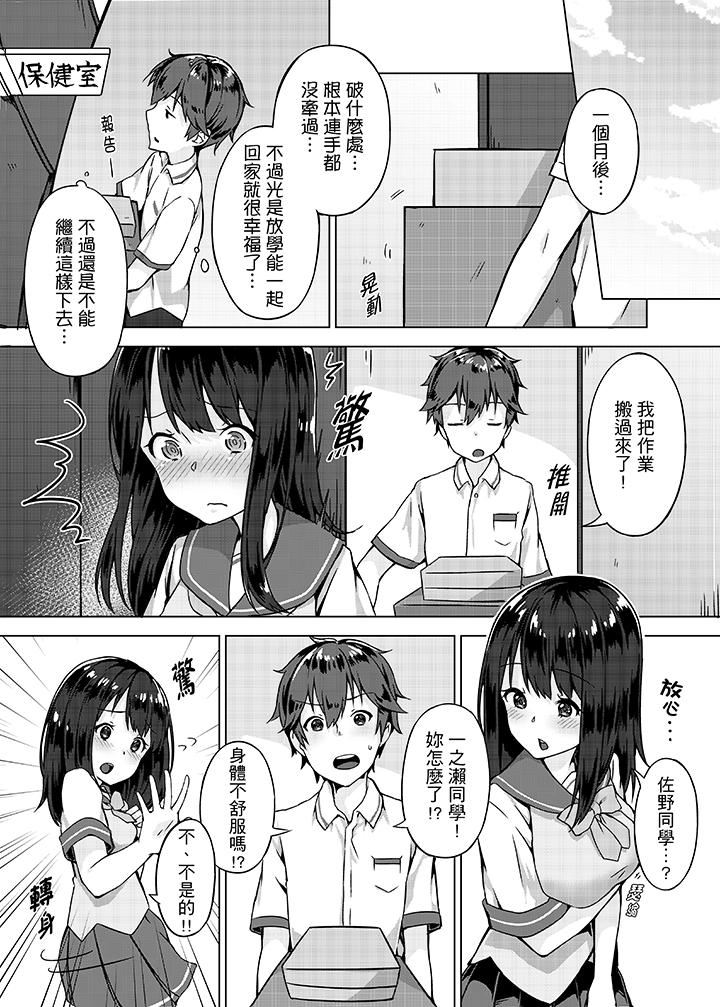 一個月後…
破什麼處…
根本連手都
沒牽過…
不過光是放學能一起
回家就很幸福了…
晃動
保健室
報告—
不過還是不能
繼續這樣下去…
我把作業
搬過來了！
推開
驚
放心…
佐野同學…？
一之瀨同學！
妳怎麼了!?
身體不舒服嗎!?
驚
不、不是的!!
轉身